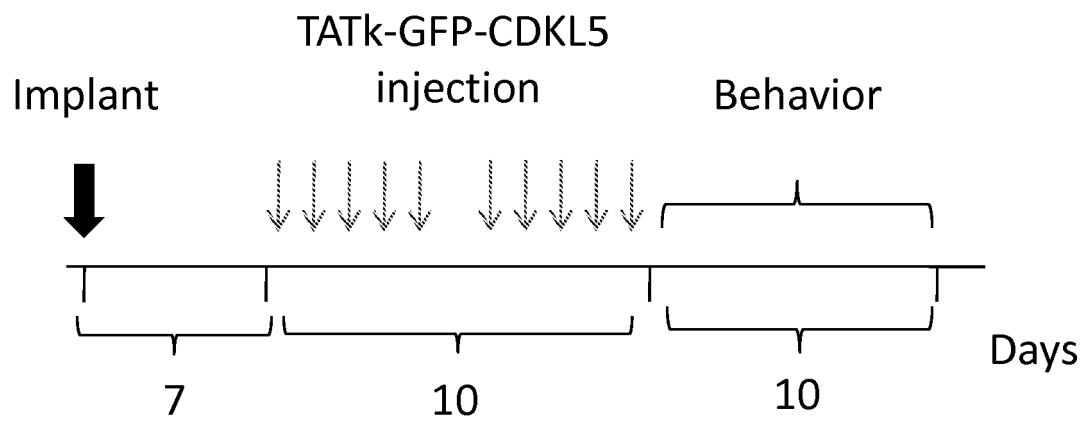 TATk-GFP-CDKL5
injection
Implant
Behavior
Days
7
10
10